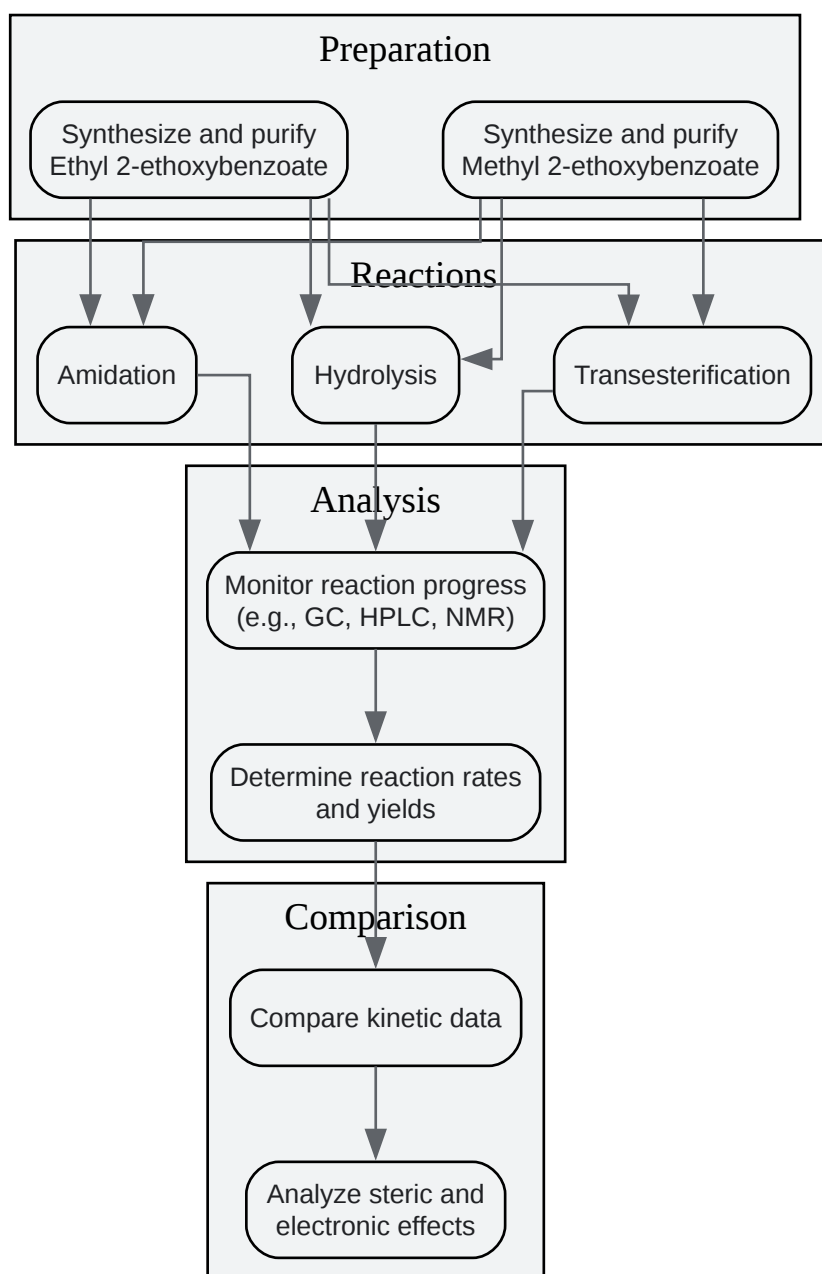 Preparation
Synthesize and purify
Ethyl 2-ethoxybenzoate
Synthesize and purify
Methyl 2-ethoxybenzoate
Reactions
Amidation
Hydrolysis
Transesterification
Analysis
Monitor reaction progress
(e.g., GC, HPLC, NMR)
Determine reaction rates
and yields
Comparison
Compare kinetic data
Analyze steric and
electronic effects